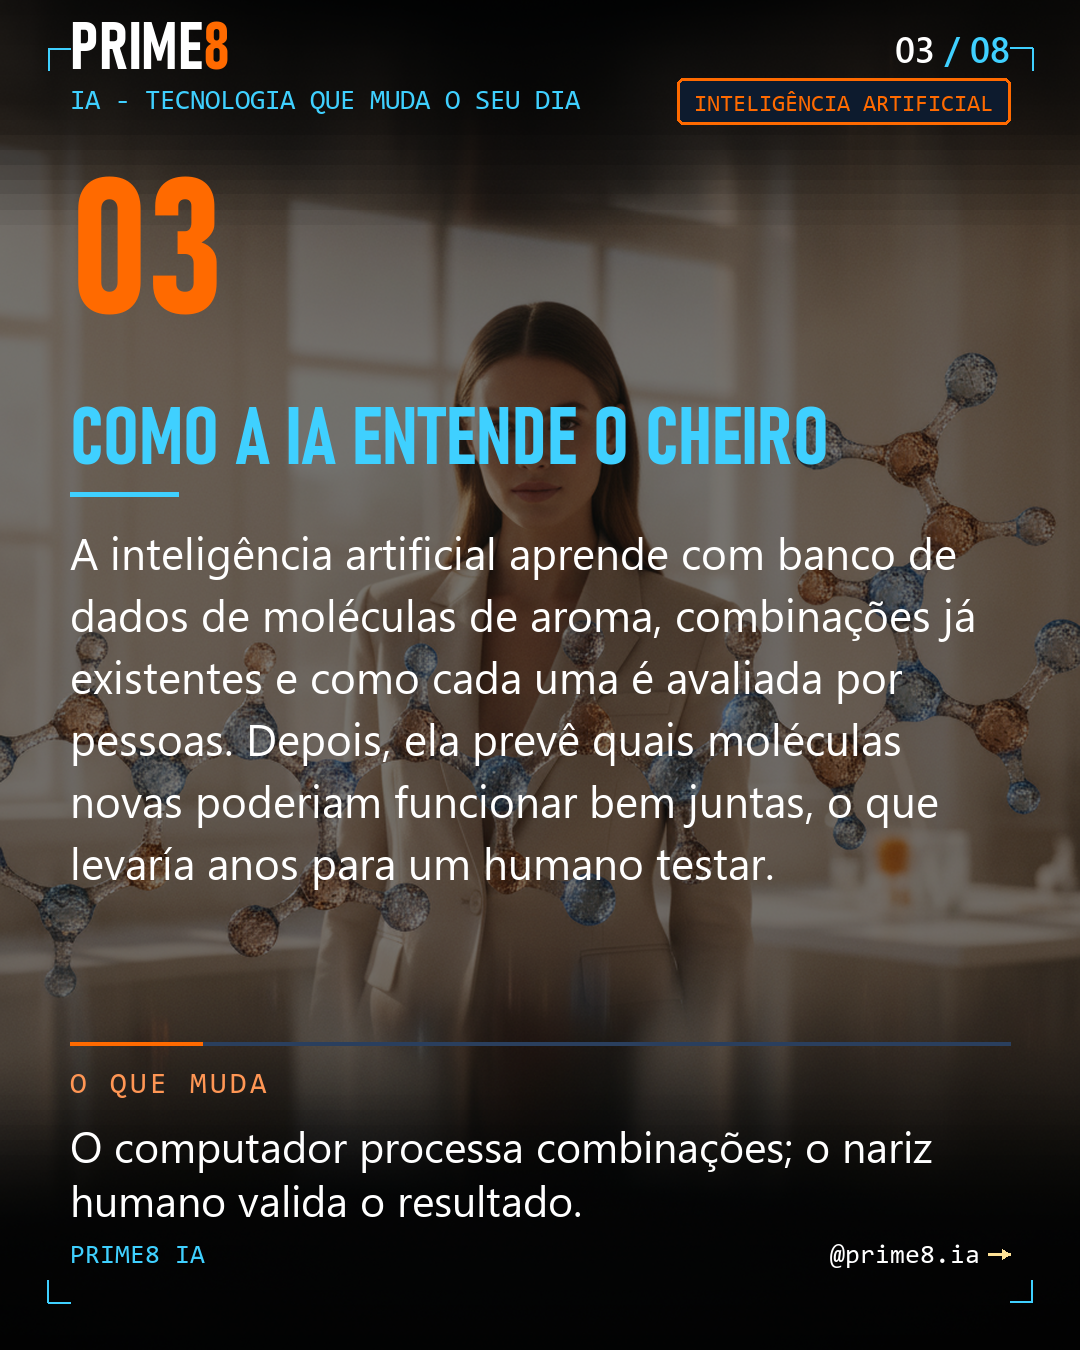 PRIME8
03 / 08
IA - TECNOLOGIA QUE MUDA O SEU DIA
INTELIGÊNCIA ARTIFICIAL
03
COMO A IA ENTENDE O CHEIRO
A inteligência artificial aprende com banco de
dados de moléculas de aroma, combinações já
existentes e como cada uma é avaliada por
pessoas. Depois, ela prevê quais moléculas
novas poderiam funcionar bem juntas, o que
levaría anos para um humano testar.
O QUE MUDA
O computador processa combinações; o nariz
humano valida o resultado.
PRIME8 IA
@prime8.ia